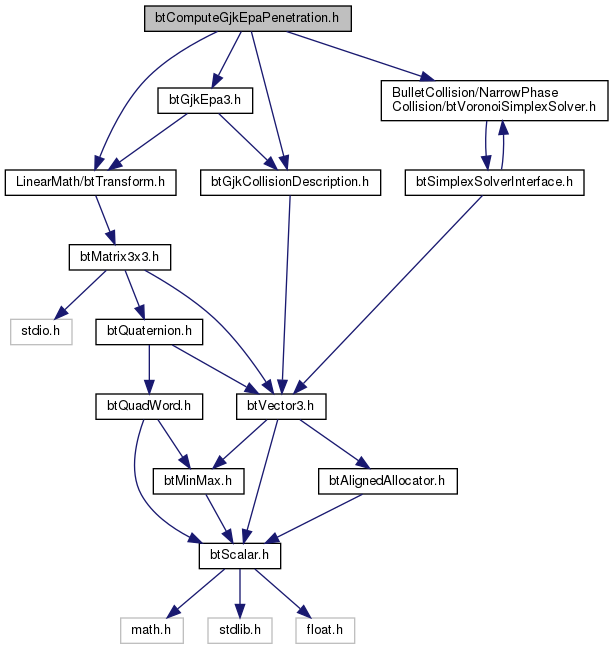 btComputeGjkEpaPenetration.h
btGjkEpa3.h
BulletCollision/NarrowPhase
Collision/btVoronoiSimplexSolver.h
LinearMath/btTransform.h
btGjkCollisionDescription.h
btSimplexSolverInterface.h
btMatrix3x3.h
stdio.h
btQuaternion.h
btQuadWord.h
btVector3.h
btMinMax.h
btAlignedAllocator.h
btScalar.h
math.h
stdlib.h
float.h